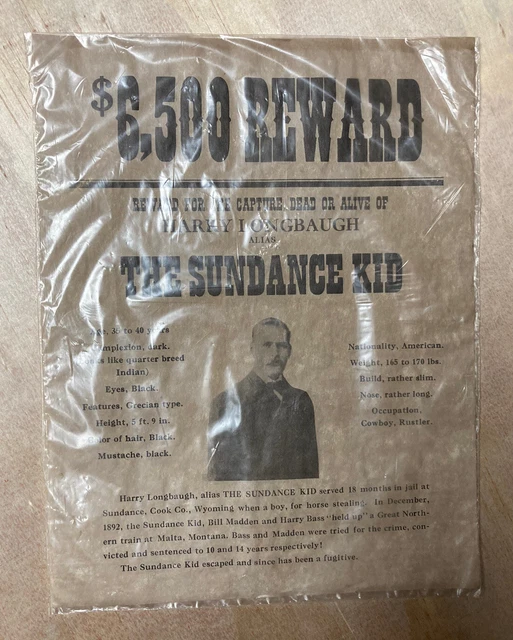 $6,500 REWARD
REWARD FOR THE CAPTURE, DEAD OR ALIVE OF
HARRY LONGBAUGH
ALIAS
THE SUNDANCE KID
35 to 40 years
Complexion, dark.
like quarter breed
Indian)
Eyes, Black.
Features, Grecian type.
Height, 5 ft. 9 in.
Color of hair, Black.
Mustache, black.
Nationality, American.
Weight, 165 to 170 lbs.
Build, rather slim.
Nose, rather long.
Occupation.
Cowboy, Rustler.
Harry Longbaugh, alias THE SUNDANCE KID served 18 months in jail at
Sundance, Cook Co., Wyoming when a boy, for horse stealing. In December,
1892, the Sundance Kid, Bill Madden and Harry Bass "held up" a Great North-
ern train at Malta, Montana. Bass and Madden were tried for the crime, con-
victed and sentenced to 10 and 14 years respectively!
The Sundance Kid escaped and since has been a fugitive.